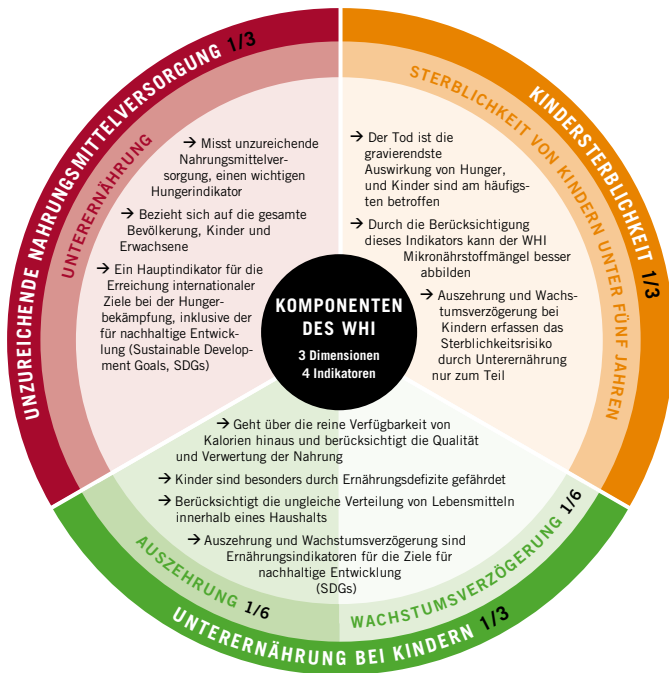 UNZUREICHENDE NAHRUNGSMITTELVERSORGUNG 1/3
UNTERERNÄHRUNG
→ Misst unzureichende
Nahrungsmittelver-
sorgung, einen wichtigen
Hungerindikator
→ Bezieht sich auf die gesamte
Bevölkerung, Kinder und
Erwachsene
→ Ein Hauptindikator für die
Erreichung internationaler
Ziele bei der Hunger-
bekämpfung, inklusive der
für nachhaltige Entwick-
lung (Sustainable Develop-
ment Goals, SDGs)
KINDERSTERBLICHKEIT 1/3
STERBLICHKEIT VON KINDERN UNTER FÜNF JAHREN
→ Der Tod ist die
gravierendste
Auswirkung von Hunger,
und Kinder sind am häufigs-
ten betroffen
→ Durch die Berücksichtigung
dieses Indikators kann der WHI
Mikronährstoffmängel besser
abbilden
→ Auszehrung und Wachs-
tumsverzögerung bei
Kindern erfassen das
Sterblichkeitsrisiko
durch Unterernährung
nur zum Teil
KOMPONENTEN
DES WHI
3 Dimensionen
4 Indikatoren
→ Geht über die reine Verfügbarkeit von
Kalorien hinaus und berücksichtigt die Qualität
und Verwertung der Nahrung
→ Kinder sind besonders durch Ernährungsdefizite gefährdet
→ Berücksichtigt die ungleiche Verteilung von Lebensmitteln
innerhalb eines Haushalts
→ Auszehrung und Wachstumsverzögerung sind
Ernährungsindikatoren für die Ziele für
nachhaltige Entwicklung
(SDGs)
AUSZEHRUNG 1/6
WACHSTUMSVERZÖGERUNG 1/6
UNTERERNÄHRUNG BEI KINDERN 1/3